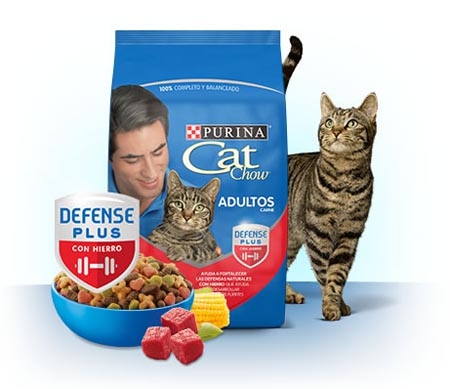 100% COMPLETO Y BALANCEADO
PURINA
Cat
Chow
ADULTOS
CARNE
DEFENSE
PLUS
CON HIERRO
DEFENSE
PLUS
CON HIERRO
AYUDA A FORTALECER
LAS DEFENSAS NATURALES
CON HIERRO QUE AYUDA
DESARROLLAR